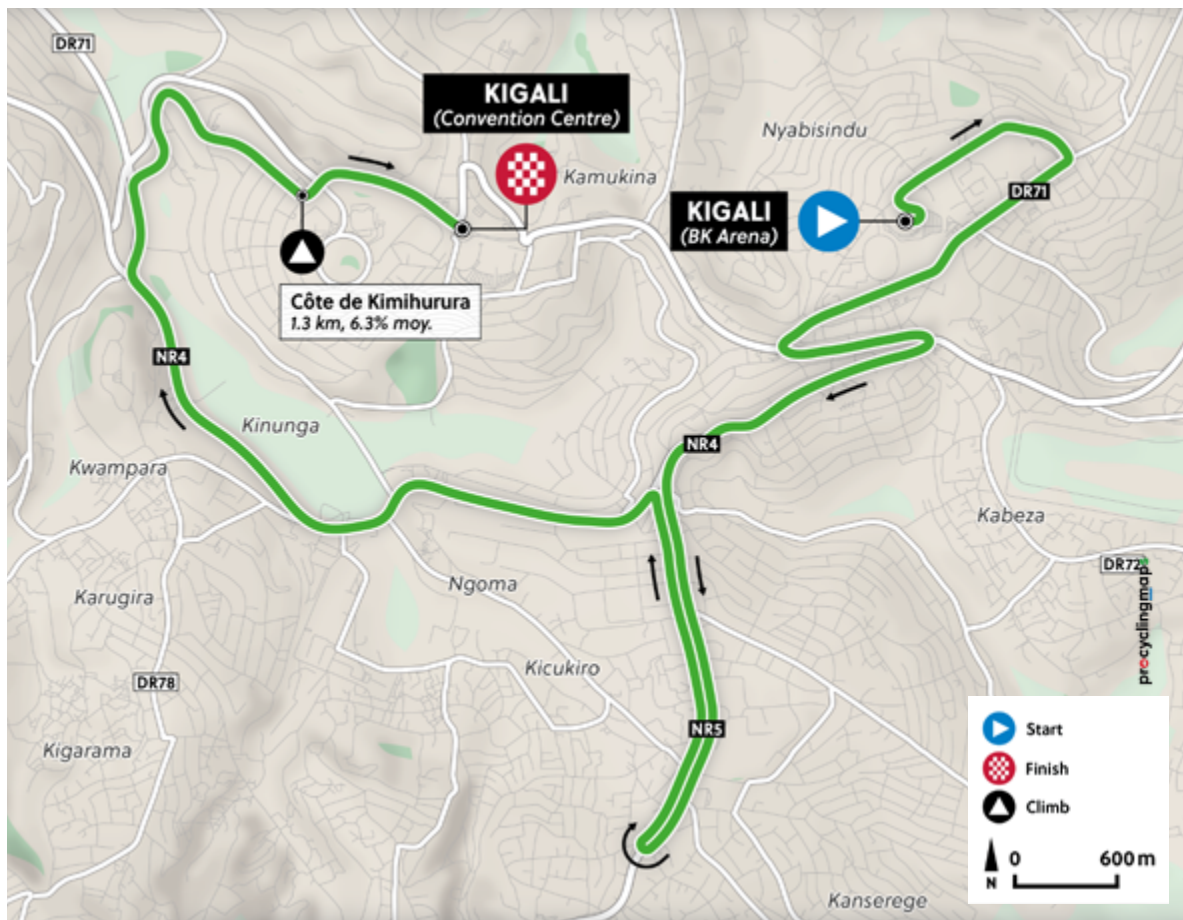 DR71
KIGALI
(Convention Centre)
Nyabisindu
Kamukina
DR71
KIGALI
(BK Arena)
Côte de Kimihurura
1.3 km, 6.3% moy.
NR4
Kinunga
NR4
Kwampara
Kabeza
DR72
Ngoma
Karugira
procyclingmaps
Kicukiro
DR78
NR5
Kigarama
Start
Finish
Climb
N
0 600 m
Kanserege